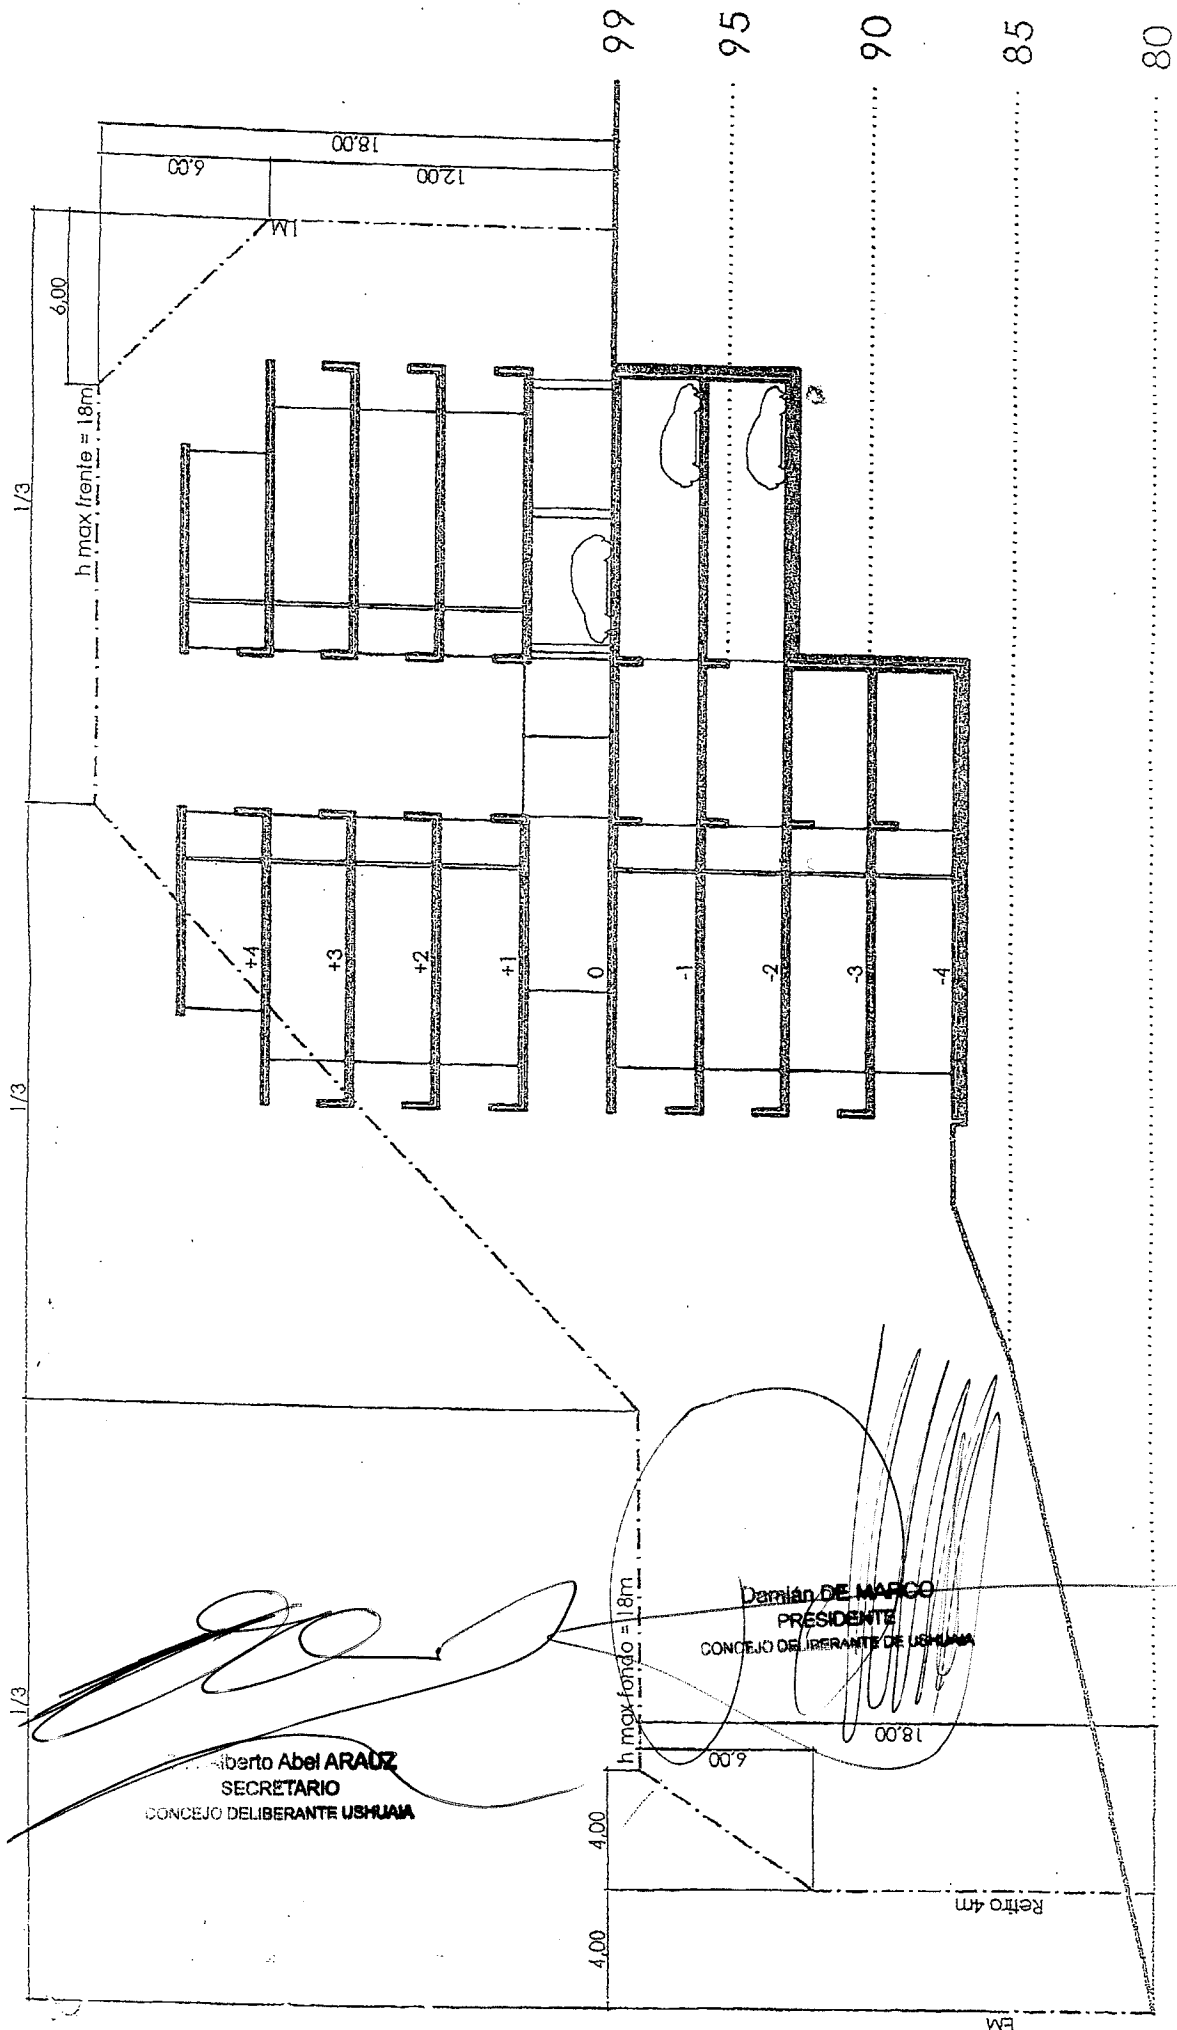 99
95
90
85
80
1/3
1/3
1/3
6.00
h max frente = 18m
6.00
12.00
18.00
LM
+4
+3
+2
+1
0
-1
-2
-3
-4
h max fondo = 18m
6.00
18.00
4.00
4.00
Retiro 4m
EM
Damián DE MARCO
PRESIDENTE
CONCEJO DELIBERANTE DE USHUAIA
Alberto Abel ARAUZ
SECRETARIO
CONCEJO DELIBERANTE USHUAIA